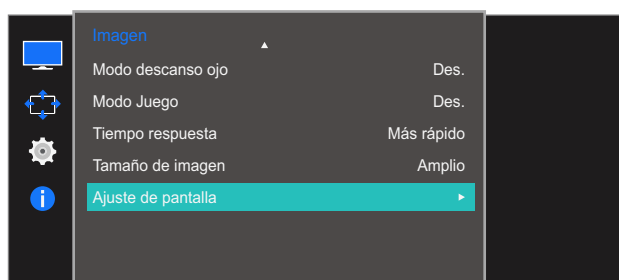 Imagen
Modo descanso ojo Des.
Modo Juego Des.
Tiempo respuesta Más rápido
Tamaño de imagen Amplio
Ajuste de pantalla